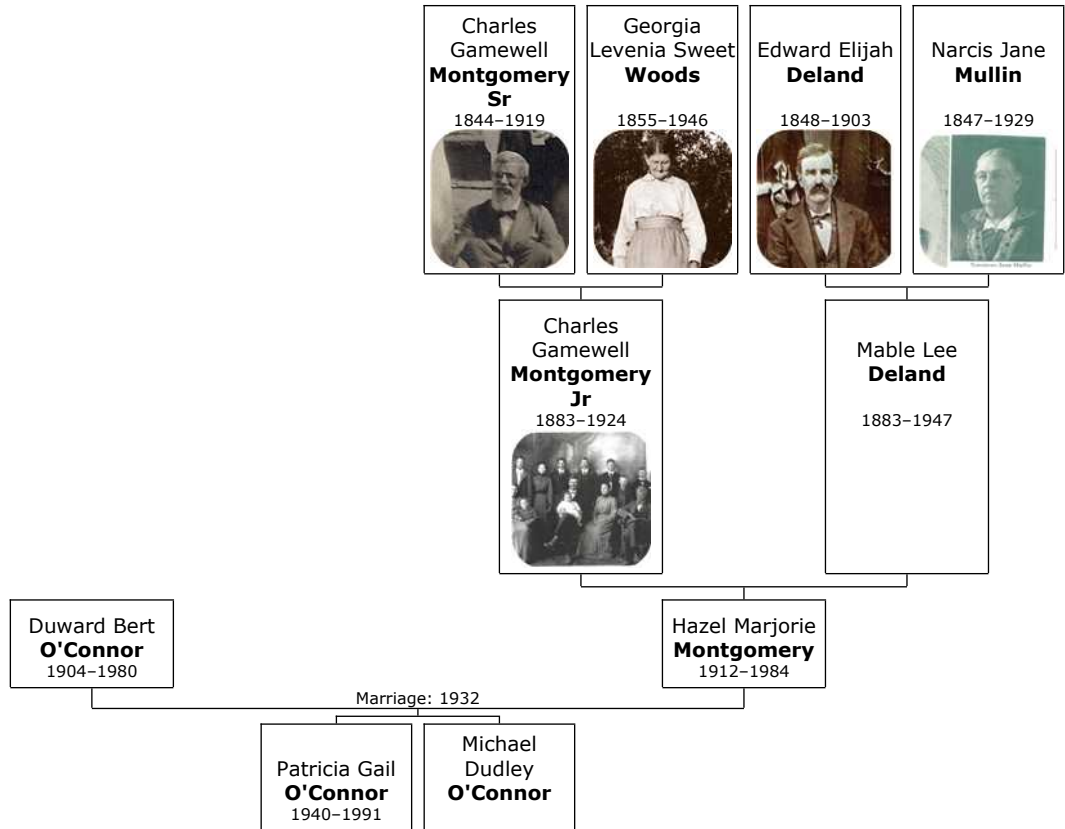 Charles
Gamewell
Montgomery
Sr
1844–1919
Georgia
Levenia Sweet
Woods
1855–1946
Edward Elijah
Deland
1848–1903
Narcis Jane
Mullin
1847–1929
Charles
Gamewell
Montgomery
Jr
1883–1924
Mable Lee
Deland
1883–1947
Duward Bert
O'Connor
1904–1980
Hazel Marjorie
Montgomery
1912–1984
Marriage: 1932
Patricia Gail
O'Connor
1940–1991
Michael
Dudley
O'Connor